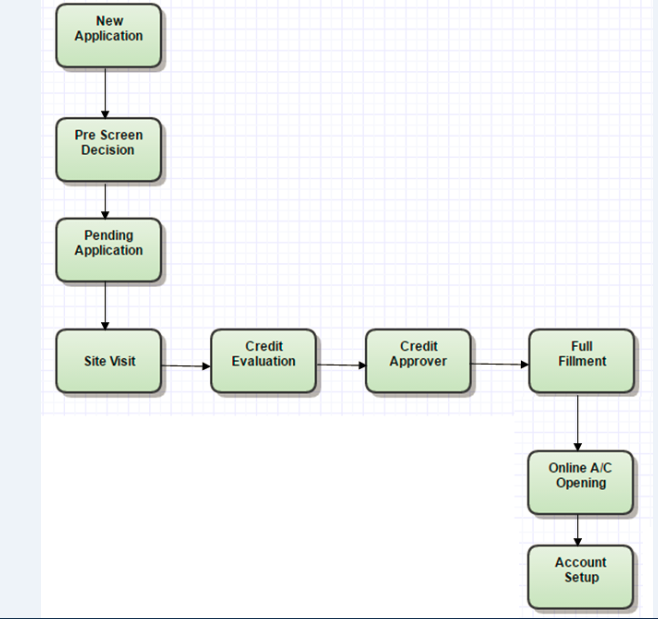 New
Application
Pre Screen
Decision
Pending
Application
Site Visit
Credit
Evaluation
Credit
Approver
Full
Fillment
Online A/C
Opening
Account
Setup